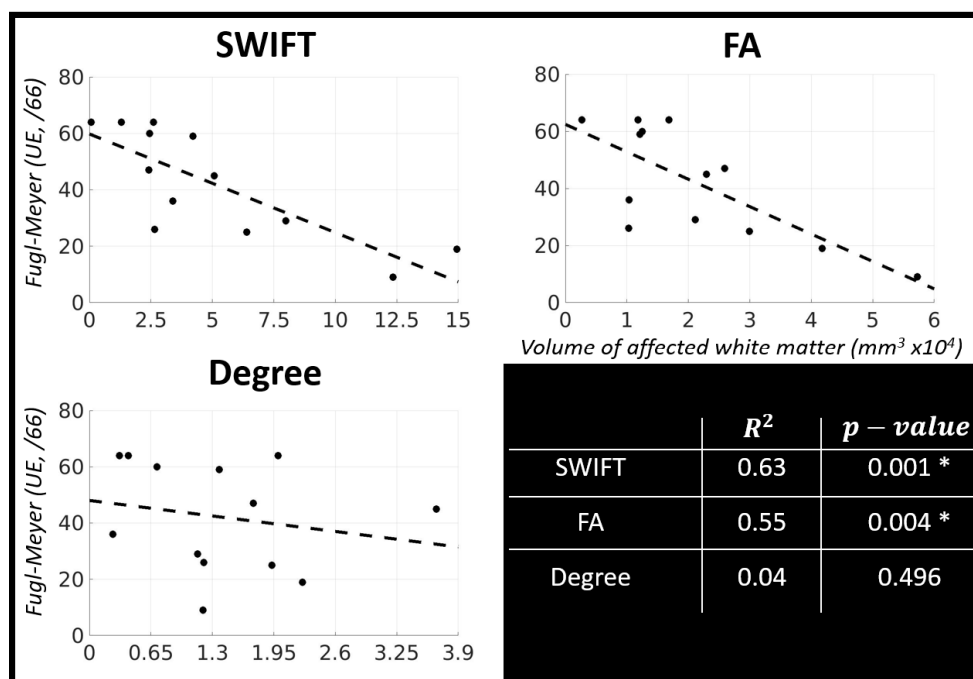 SWIFT
Fugl-Meyer (UE, /66)
80
60
40
20
0
0 2.5 5 7.5 10 12.5 15
FA
80
60
40
20
0
0 1 2 3 4 5 6
Volume of affected white matter (mm³ x10⁴)
Degree
Fugl-Meyer (UE, /66)
80
60
40
20
0
0 0.65 1.3 1.95 2.6 3.25 3.9
R² p − value
SWIFT 0.63 0.001 *
FA 0.55 0.004 *
Degree 0.04 0.496